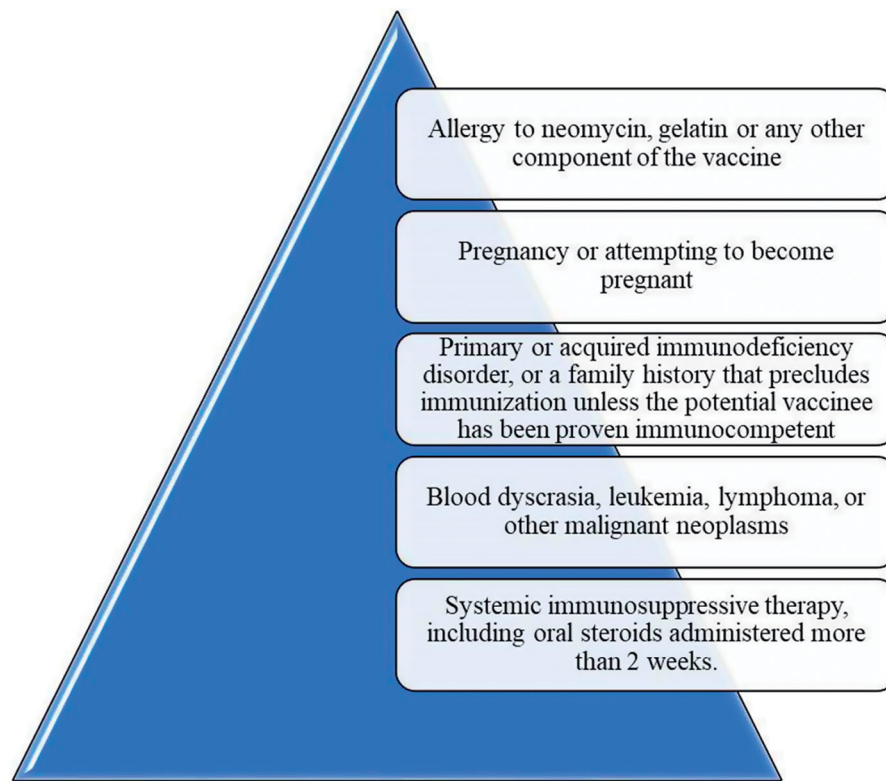 Allergy to neomycin, gelatin or any other
component of the vaccine
Pregnancy or attempting to become
pregnant
Primary or acquired immunodeficiency
disorder, or a family history that precludes
immunization unless the potential vaccinee
has been proven immunocompetent
Blood dyscrasia, leukemia, lymphoma, or
other malignant neoplasms
Systemic immunosuppressive therapy,
including oral steroids administered more
than 2 weeks.